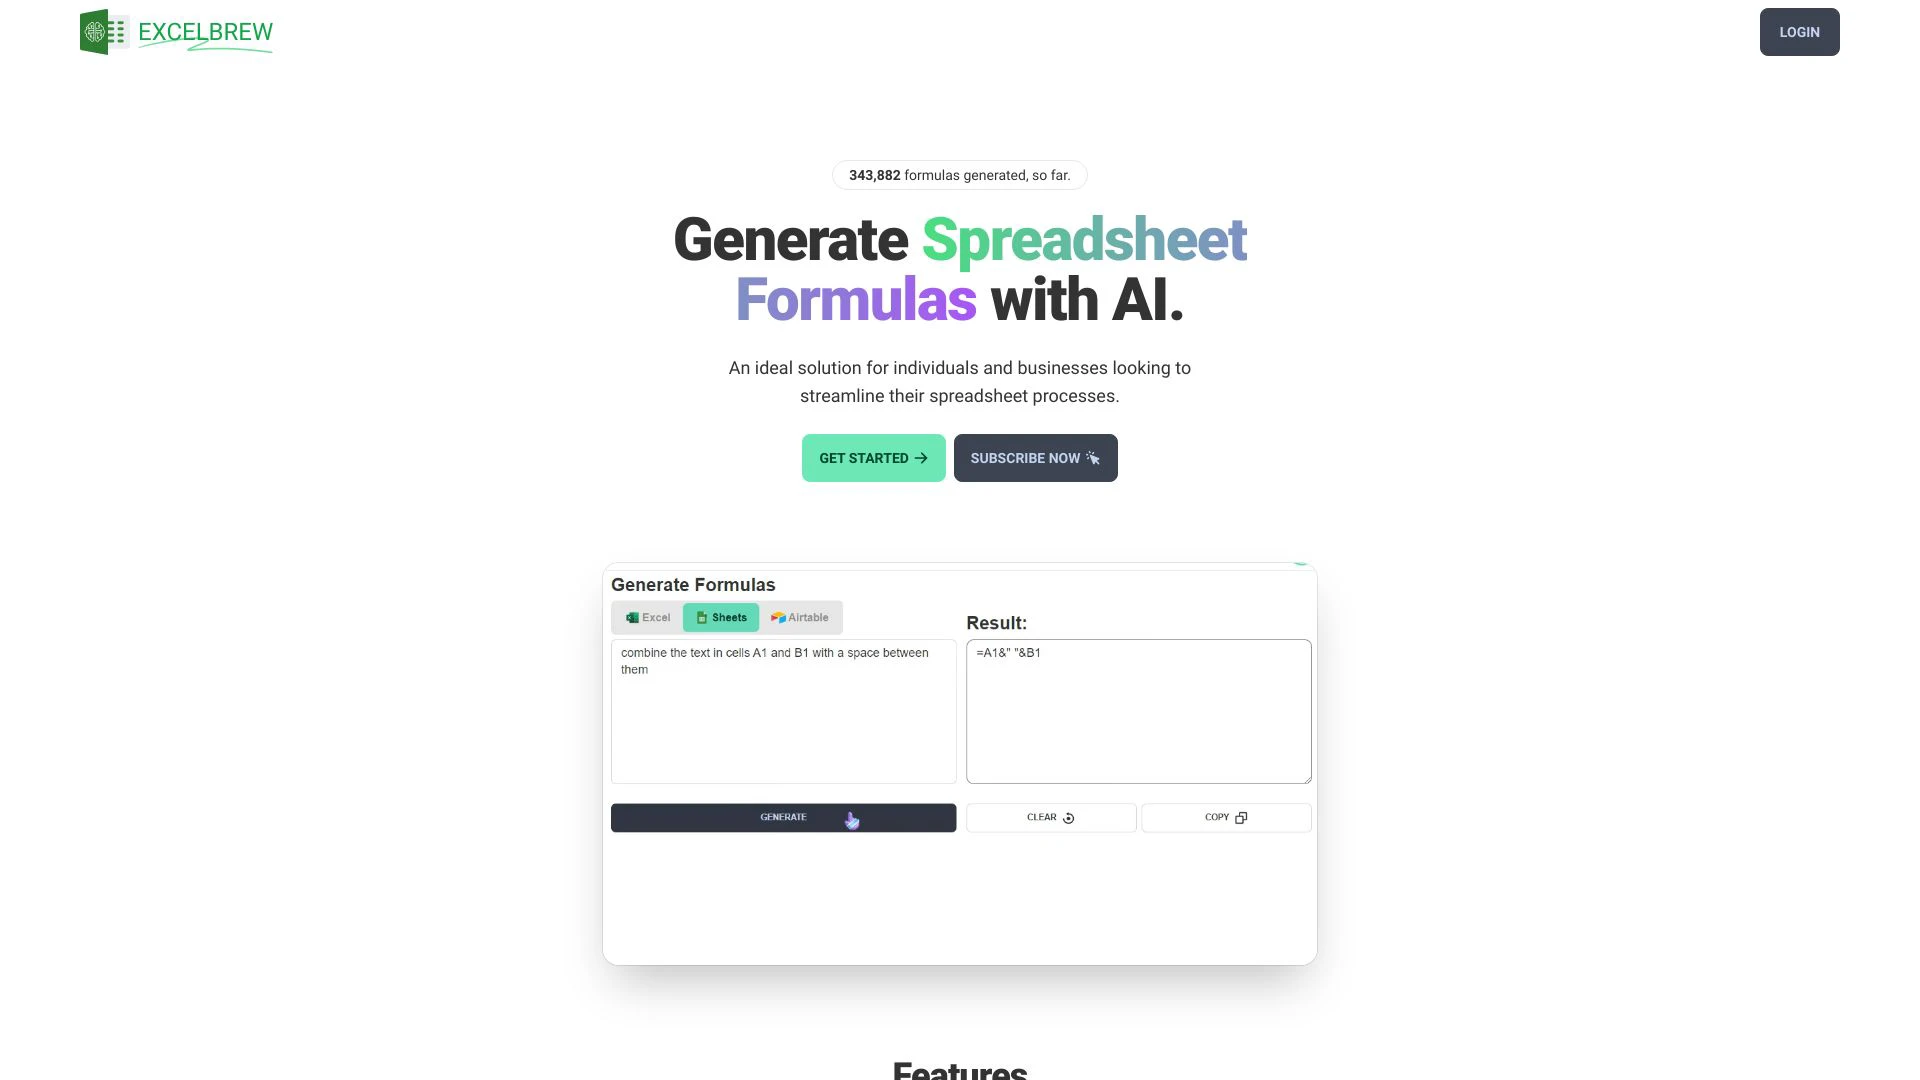 EXCELBREW
LOGIN
343,882 formulas generated, so far.
Generate Spreadsheet
Formulas with AI.
An ideal solution for individuals and businesses looking to
streamline their spreadsheet processes.
GET STARTED
SUBSCRIBE NOW
Generate Formulas
Excel
Sheets
Airtable
combine the text in cells A1 and B1 with a space between
them
GENERATE
Result:
=A1&" "&B1
CLEAR
COPY
Features